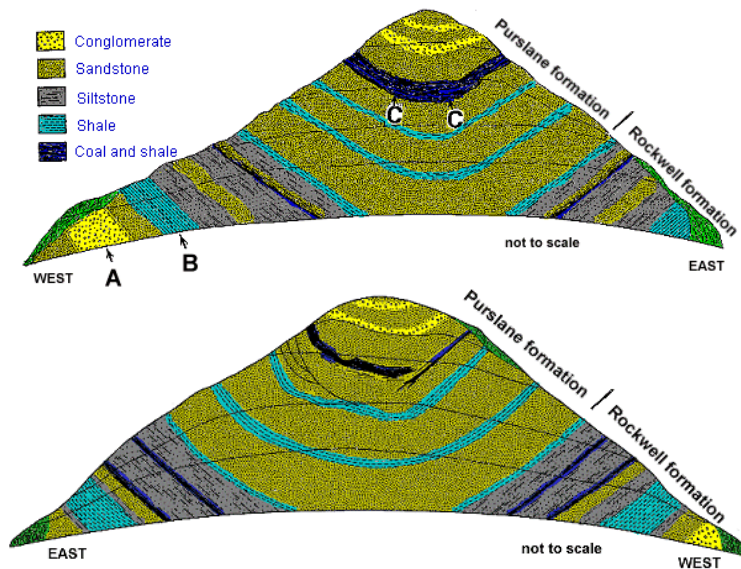 Conglomerate
Sandstone
Siltstone
Shale
Coal and shale
Purslane formation / Rockwell formation
C C
A
B
WEST
not to scale
EAST
Purslane formation / Rockwell formation
EAST
not to scale
WEST